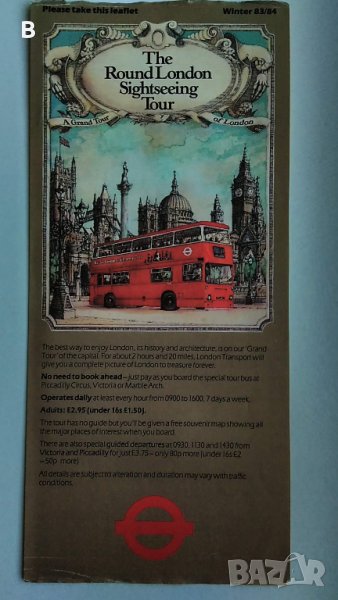 B
Please take this leaflet Winter 83/84
The
Round London
Sightseeing
Tour
A Grand Tour of London
The best way to enjoy London, its history and architecture, is on our 'Grand
Tour' of the capital. For about 2 hours and 20 miles, London Transport will
give you a complete picture of London to treasure forever.
No need to book ahead – just pay as you board the special tour bus at
Piccadilly Circus, Victoria or Marble Arch.
Operates daily at least every hour from 0900 to 1600, 7 days a week.
Adults: £2.95 (under 16s £1.50).
The tour has no guide but you'll be given a free souvenir map showing all
the major places of interest when you board.
There are also special guided departures at 0930, 1130 and 1430 from
Victoria and Piccadilly for just £3.75 – only 80p more (under 16s £2
– 50p more)
All details are subject to alteration and duration may vary with traffic
conditions.
BAZAR